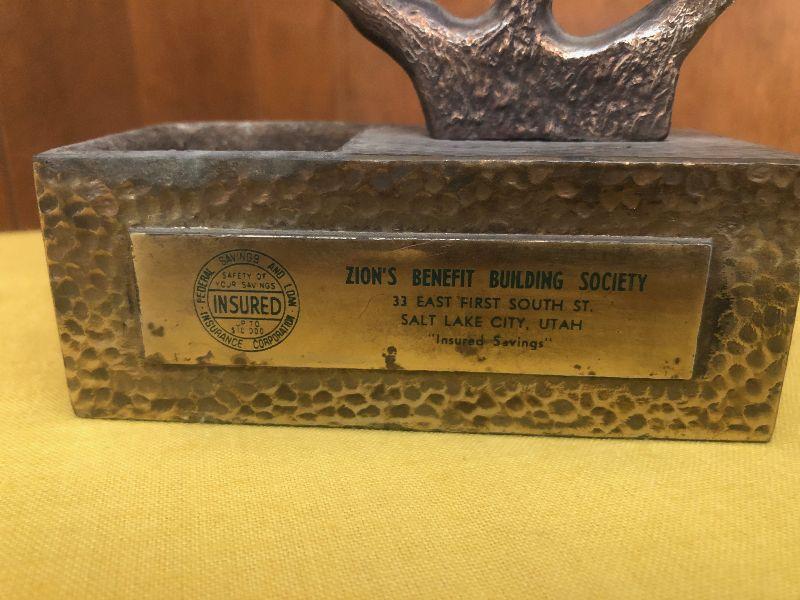 FEDERAL SAVINGS AND LOAN
INSURANCE CORPORATION
SAFETY OF
YOUR SAVINGS
INSURED
UP TO
$10 000
ZION'S BENEFIT BUILDING SOCIETY
33 EAST FIRST SOUTH ST.
SALT LAKE CITY, UTAH
"Insured Savings"